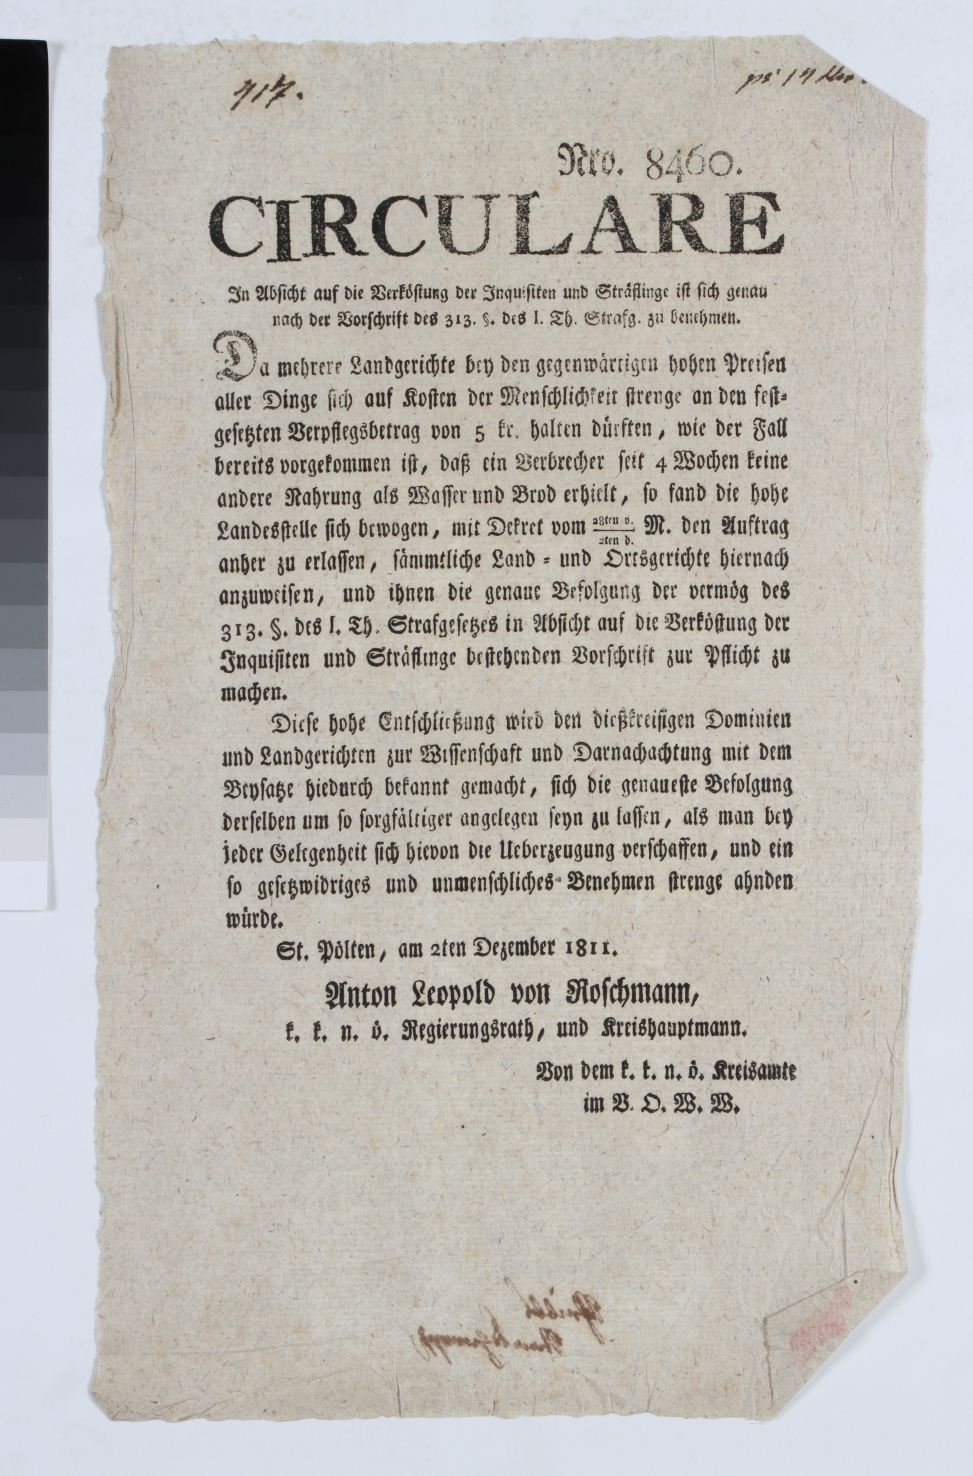 417.
Nro. 8460.
CIRCULARE
In Absicht auf die Verköstung der Inquisiten und Sträflinge ist sich genau
nach der Vorschrift des 313. §. des I. Th. Strafg. zu benehmen.
Da mehrere Landgerichte bey den gegenwärtigen hohen Preisen
aller Dinge sich auf Kosten der Menschlichkeit strenge an den fest-
gesetzten Verpflegsbetrag von 5 kr. halten dürften, wie der Fall
bereits vorgekommen ist, daß ein Verbrecher seit 4 Wochen keine
andere Nahrung als Wasser und Brod erhielt, so fand die hohe
Landesstelle sich bewogen, mit Dekret vom 28ten v. / 2ten d. M. den Auftrag
anher zu erlassen, sämmtliche Land- und Ortsgerichte hiernach
anzuweisen, und ihnen die genaue Befolgung der vermög des
313. §. des I. Th. Strafgesetzes in Absicht auf die Verköstung der
Inquisiten und Sträflinge bestehenden Vorschrift zur Pflicht zu
machen.
Diese hohe Entschließung wird den dießkreisigen Dominien
und Landgerichten zur Wissenschaft und Darnachachtung mit dem
Beysatze hiedurch bekannt gemacht, sich die genaueste Befolgung
derselben um so sorgfältiger angelegen seyn zu lassen, als man bey
jeder Gelegenheit sich hievon die Ueberzeugung verschaffen, und ein
so gesetzwidriges und unmenschliches Benehmen strenge ahnden
würde.
St. Pölten, am 2ten Dezember 1811.
Anton Leopold von Roschmann,
k. k. n. ö. Regierungsrath, und Kreishauptmann.
Von dem k. k. n. ö. Kreisamte
im V. O. W. W.